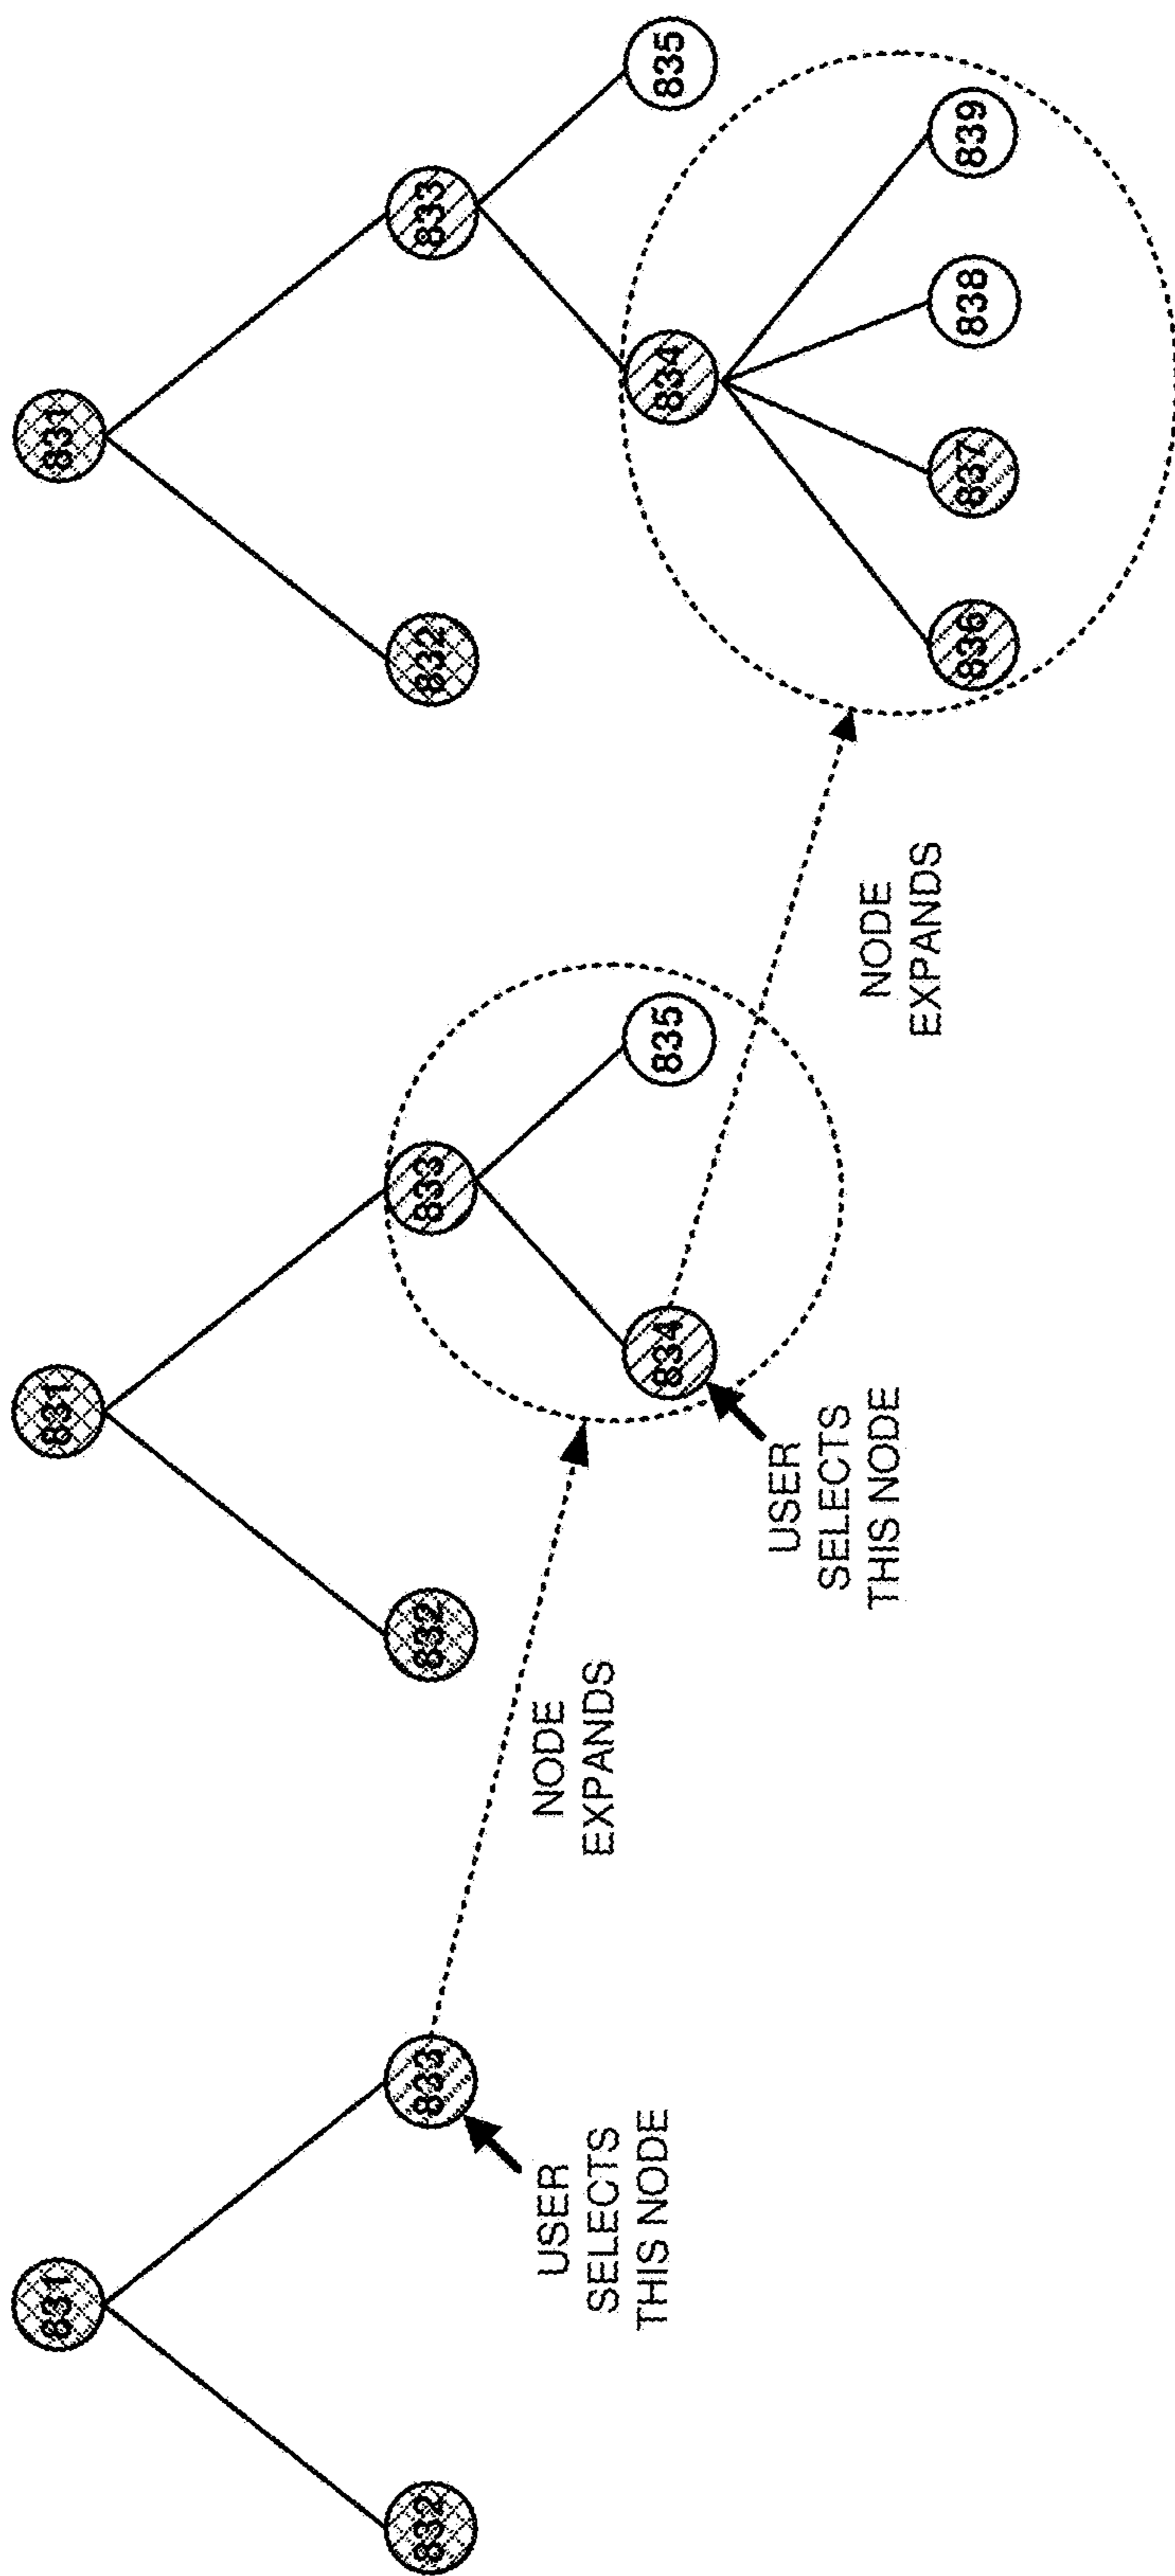 831
832
833
USER
SELECTS
THIS NODE
NODE
EXPANDS
831
832
833
834
835
USER
SELECTS
THIS NODE
NODE
EXPANDS
831
832
833
834
835
836
837
838
839